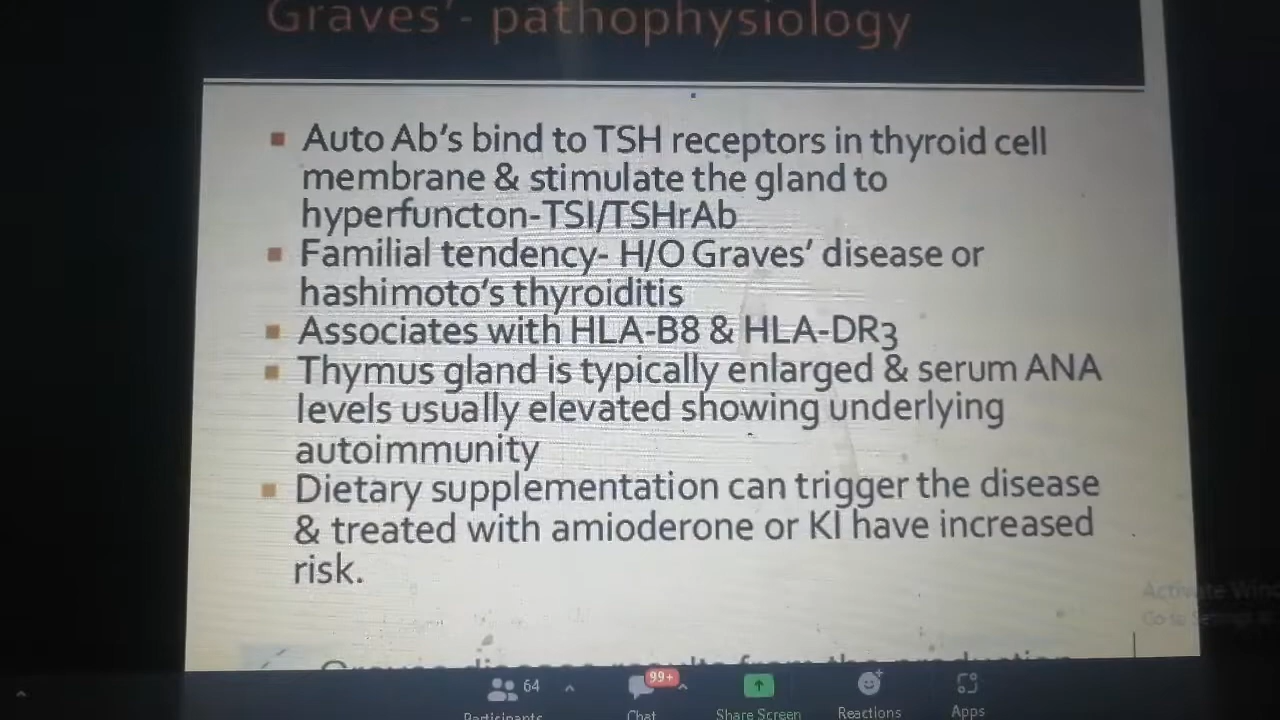 Graves'- pathophysiology
Auto Ab's bind to TSH receptors in thyroid cell
membrane & stimulate the gland to
hyperfuncton-TSI/TSHrAb
Familial tendency- H/O Graves' disease or
hashimoto's thyroiditis
Associates with HLA-B8 & HLA-DR3
Thymus gland is typically enlarged & serum ANA
levels usually elevated showing underlying
autoimmunity
Dietary supplementation can trigger the disease
& treated with amioderone or KI have increased
risk.
Activate Wind
Go to
64
99+
Participants
Chat
Share Screen
Reactions
Apps